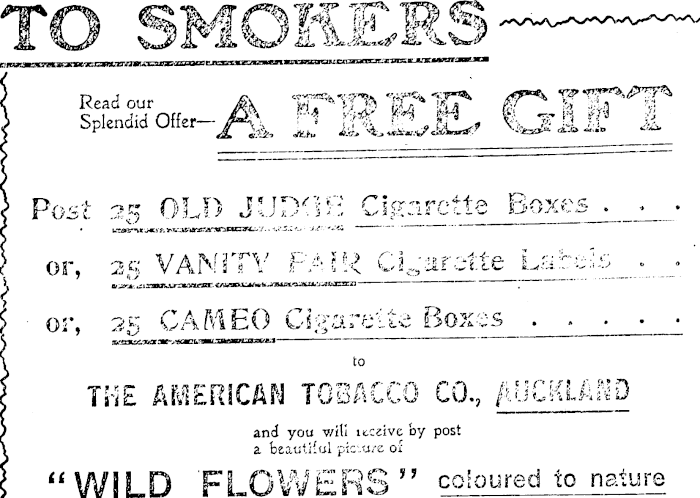 TO SMOKERS
Read our
Splendid Offer—
A FREE GIFT
Post 25 OLD JUDGE Cigarette Boxes . . .
or, 25 VANITY FAIR Cigarette Labels . .
or, 25 CAMEO Cigarette Boxes . . . . .
to
THE AMERICAN TOBACCO CO., AUCKLAND
and you will receive by post
a beautiful picture of
“WILD FLOWERS” coloured to nature